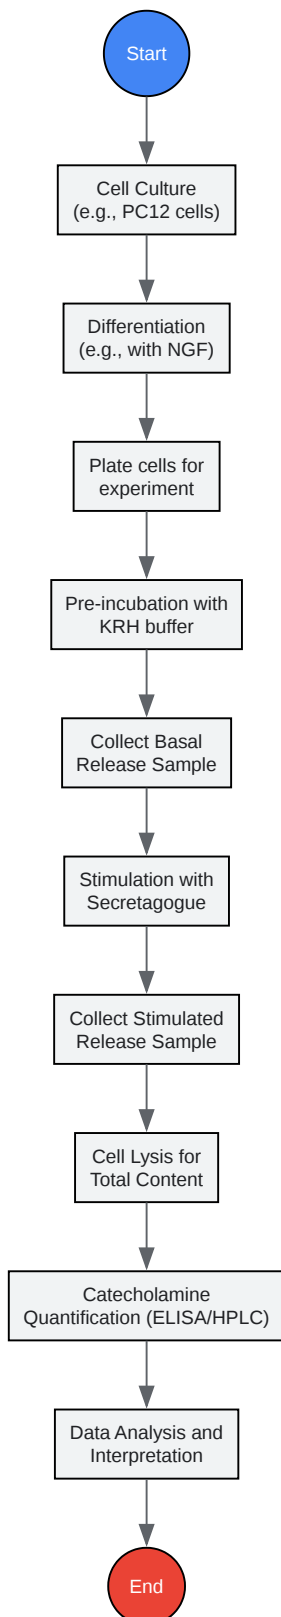 Start
Cell Culture
(e.g., PC12 cells)
Differentiation
(e.g., with NGF)
Plate cells for
experiment
Pre-incubation with
KRH buffer
Collect Basal
Release Sample
Stimulation with
Secretagogue
Collect Stimulated
Release Sample
Cell Lysis for
Total Content
Catecholamine
Quantification (ELISA/HPLC)
Data Analysis and
Interpretation
End